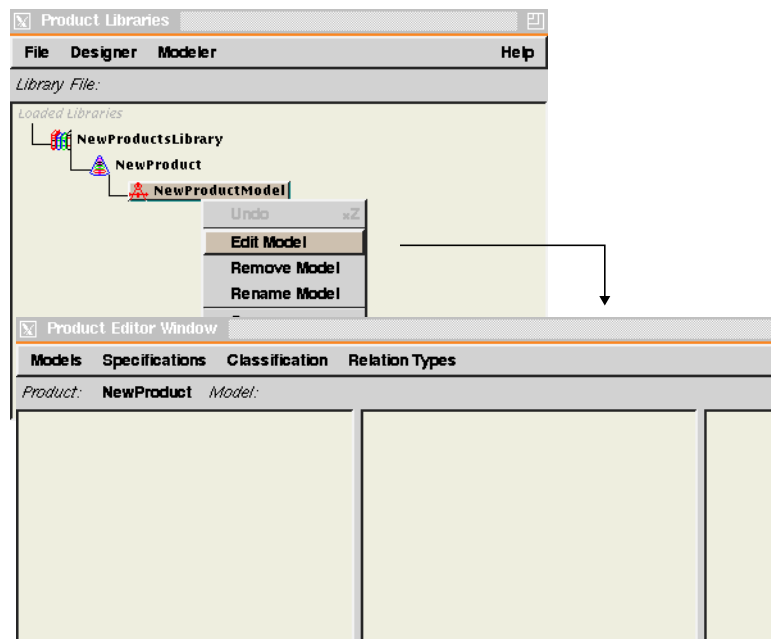 Product Libraries
File Designer Modeler Help
Library File:
Loaded Libraries
NewProductsLibrary
NewProduct
NewProductModel
Undo ⌘Z
Edit Model
Remove Model
Rename Model
Product Editor Window
Models Specifications Classification Relation Types
Product: NewProduct Model: